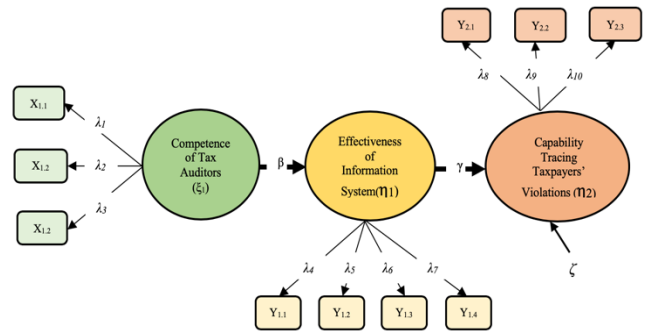 Y2.1 Y2.2 Y2.3
λ8 λ9 λ10
X1.1
λ1
X1.2
λ2
X1.2
λ3
Competence
of Tax
Auditors
(ξ1)
β
Effectiveness
of
Information
System(η1)
γ
Capability
Tracing
Taxpayers'
Violations (η2)
ζ
λ4 λ5 λ6 λ7
Y1.1 Y1.2 Y1.3 Y1.4